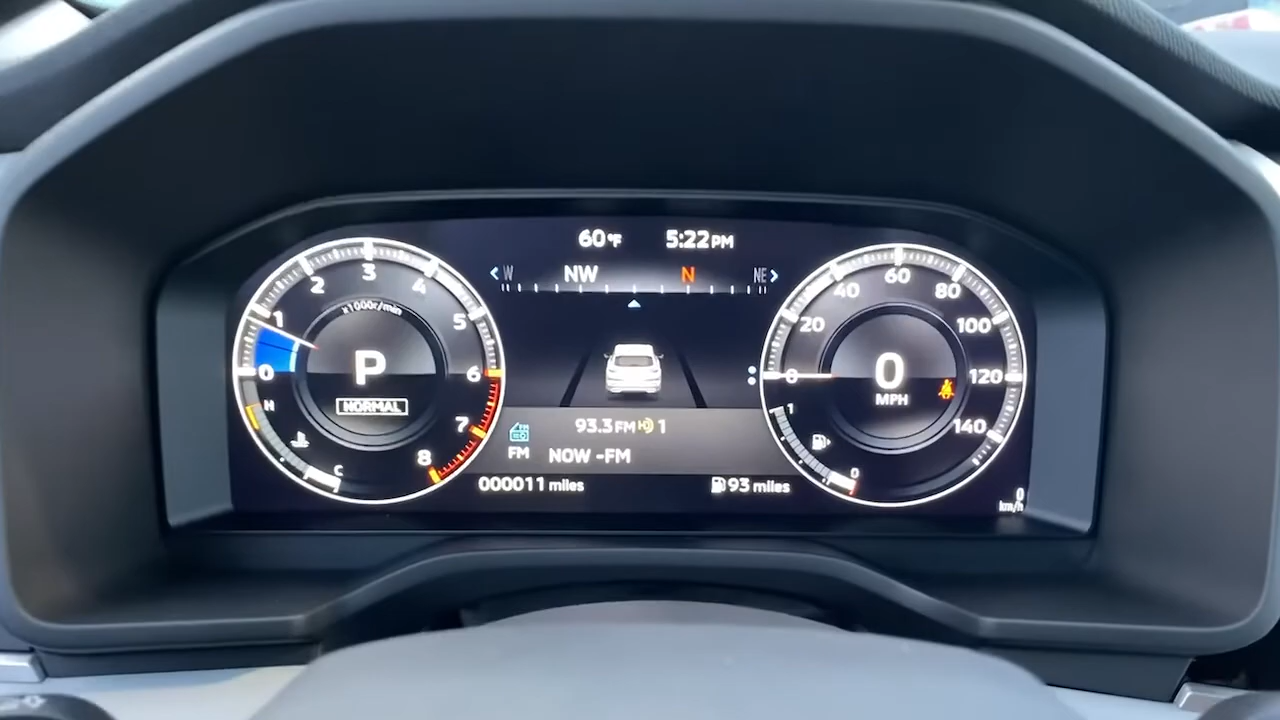 60°F 5:22PM
W NW N NE
0 1 2 3 4 5 6 7 8
x1000r/min
P
NORMAL
H
C
93.3FM 1
FM NOW -FM
000011 miles
93 miles
0 20 40 60 80 100 120 140
0
MPH
1
0
0
km/h